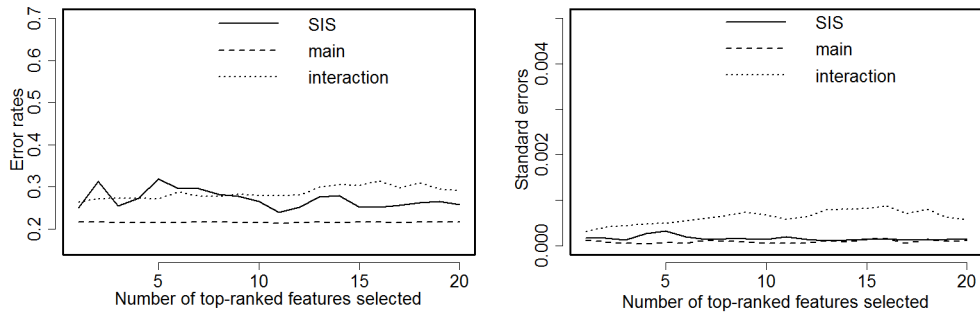 0.7
0.6
0.5
0.4
0.3
0.2
Error rates
SIS
main
interaction
5
10
15
20
Number of top-ranked features selected
0.004
0.002
0.000
Standard errors
SIS
main
interaction
5
10
15
20
Number of top-ranked features selected